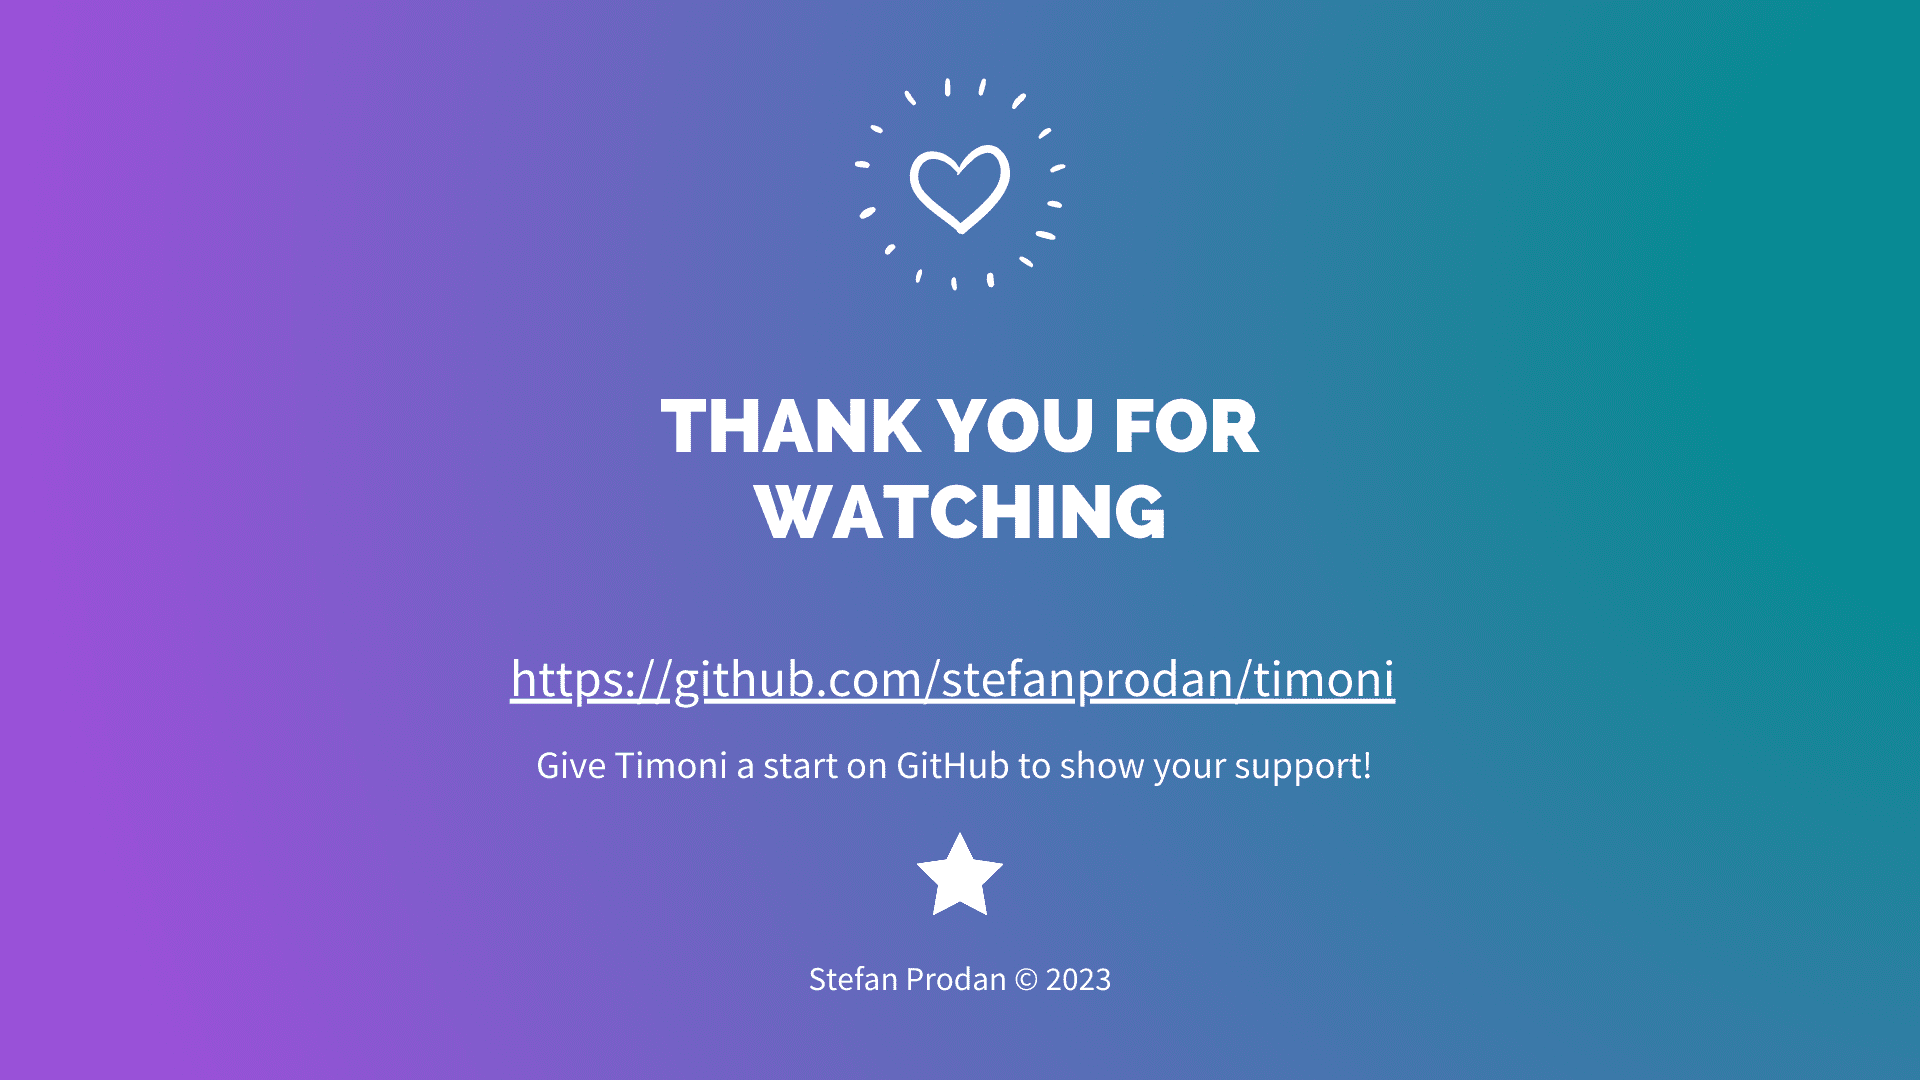 THANK YOU FOR
WATCHING
https://github.com/stefanprodan/timoni
Give Timoni a start on GitHub to show your support!
Stefan Prodan © 2023